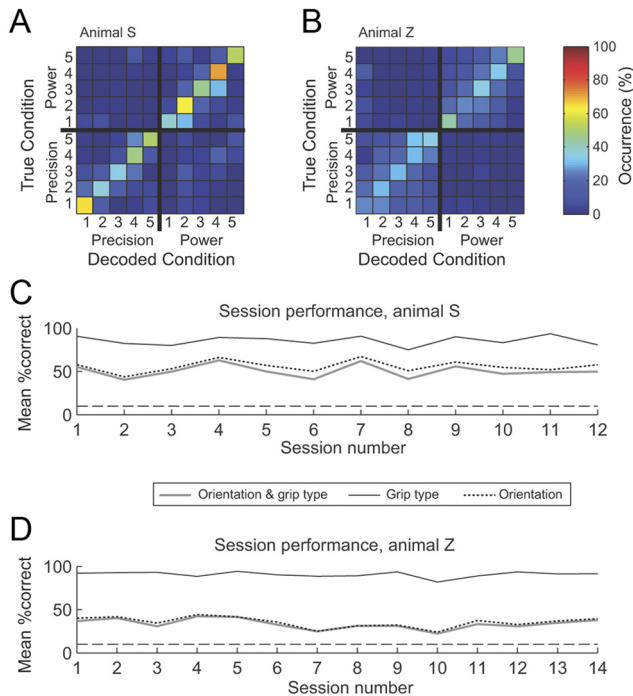 A
Animal S
True Condition
Power
Precision
5
4
3
2
1
5
4
3
2
1
1 2 3 4 5 1 2 3 4 5
Precision Power
Decoded Condition
B
Animal Z
True Condition
Power
Precision
5
4
3
2
1
5
4
3
2
1
1 2 3 4 5 1 2 3 4 5
Precision Power
Decoded Condition
100
80
60
40
20
0
Occurrence (%)
C
Session performance, animal S
Mean %correct
100
50
0
1 2 3 4 5 6 7 8 9 10 11 12
Session number
Orientation & grip type Grip type Orientation
D
Session performance, animal Z
Mean %correct
100
50
0
1 2 3 4 5 6 7 8 9 10 11 12 13 14
Session number